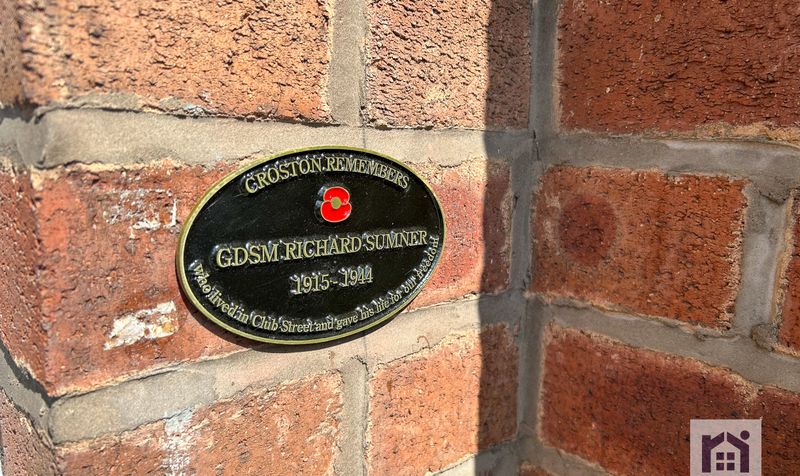 CROSTON REMEMBERS
GDSM. RICHARD SUMNER
1915 - 1944
Who lived in Club Street and gave his life for our freedom